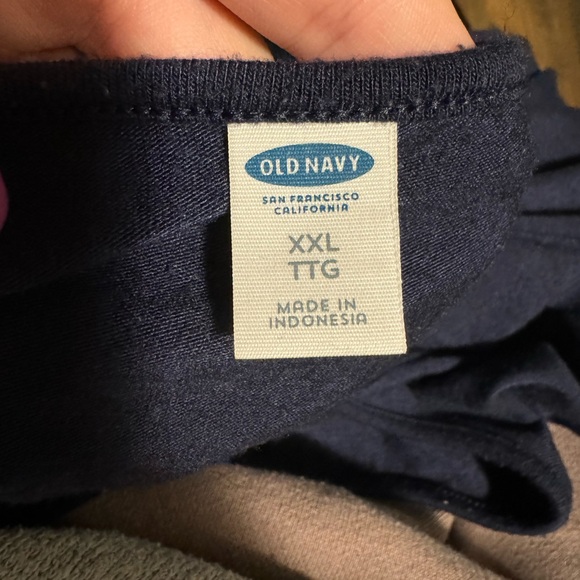 OLD NAVY
SAN FRANCISCO
CALIFORNIA
XXL
TTG
MADE IN
INDONESIA